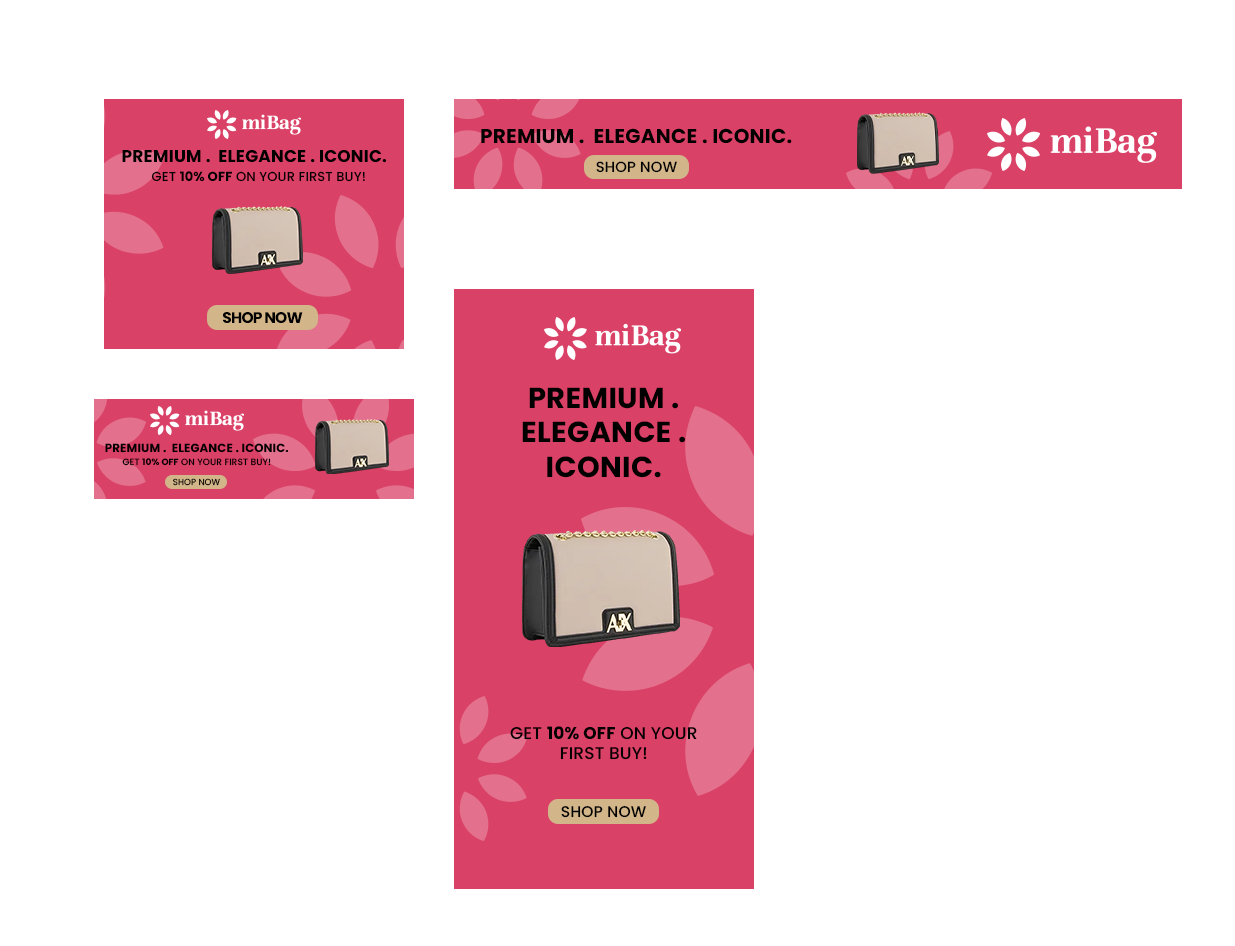 miBag
PREMIUM .  ELEGANCE . ICONIC.
GET 10% OFF ON YOUR FIRST BUY!
AX
SHOP NOW
PREMIUM .  ELEGANCE . ICONIC.
SHOP NOW
AX
miBag
miBag
PREMIUM .  ELEGANCE . ICONIC.
GET 10% OFF ON YOUR FIRST BUY!
SHOP NOW
AX
miBag
PREMIUM .
ELEGANCE .
ICONIC.
AX
GET 10% OFF ON YOUR
FIRST BUY!
SHOP NOW